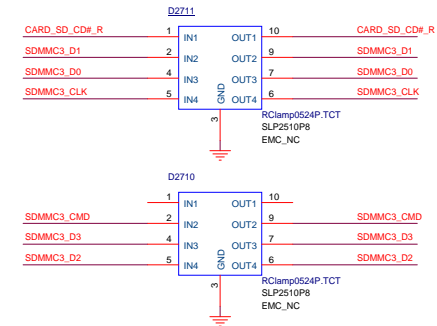 D2711
CARD_SD_CD#_R 1 IN1 OUT1 10 CARD_SD_CD#_R
SDMMC3_D1 2 IN2 OUT2 9 SDMMC3_D1
SDMMC3_D0 4 IN3 OUT3 7 SDMMC3_D0
SDMMC3_CLK 5 IN4 OUT4 6 SDMMC3_CLK
GND
3
RClamp0524P.TCT
SLP2510P8
EMC_NC
D2710
1 IN1 OUT1 10
SDMMC3_CMD 2 IN2 OUT2 9 SDMMC3_CMD
SDMMC3_D3 4 IN3 OUT3 7 SDMMC3_D3
SDMMC3_D2 5 IN4 OUT4 6 SDMMC3_D2
GND
3
RClamp0524P.TCT
SLP2510P8
EMC_NC